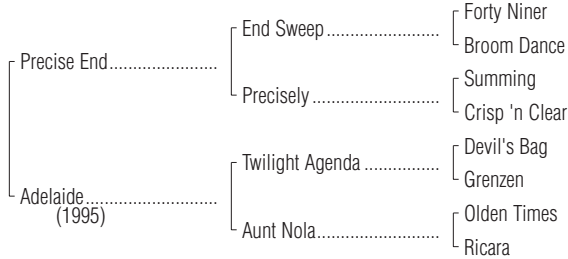 Forty Niner
End Sweep..........................
Broom Dance
Precise End.........................
Summing
Precisely.............................
Crisp 'n Clear
Devil's Bag
Twilight Agenda .................
Grenzen
Adelaide..............................
(1995)
Olden Times
Aunt Nola............................
Ricara